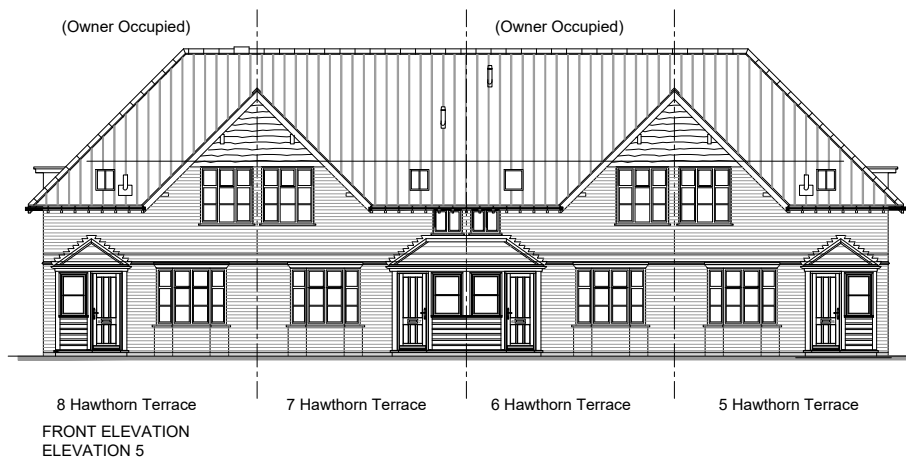 (Owner Occupied)
(Owner Occupied)
8 Hawthorn Terrace
7 Hawthorn Terrace
6 Hawthorn Terrace
5 Hawthorn Terrace
FRONT ELEVATION
ELEVATION 5